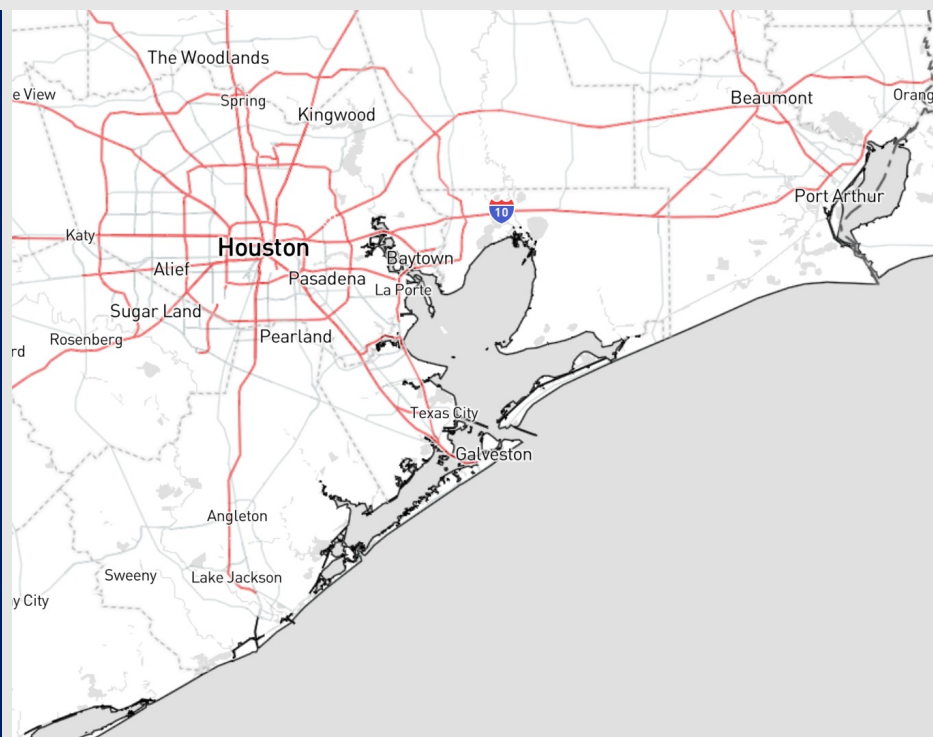 The Woodlands
e View
Spring
Kingwood
Beaumont
Orang
Port Arthur
10
Katy
Houston
Baytown
Alief
Pasadena
La Porte
Sugar Land
Rosenberg
Pearland
rd
Texas City
Galveston
Angleton
Sweeny
Lake Jackson
y City